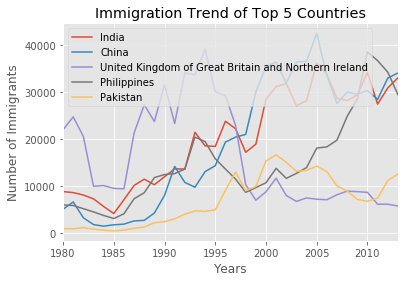 Immigration Trend of Top 5 Countries
India
China
United Kingdom of Great Britain and Northern Ireland
Philippines
Pakistan
Number of Immigrants
40000
30000
20000
10000
0
1980 1985 1990 1995 2000 2005 2010
Years